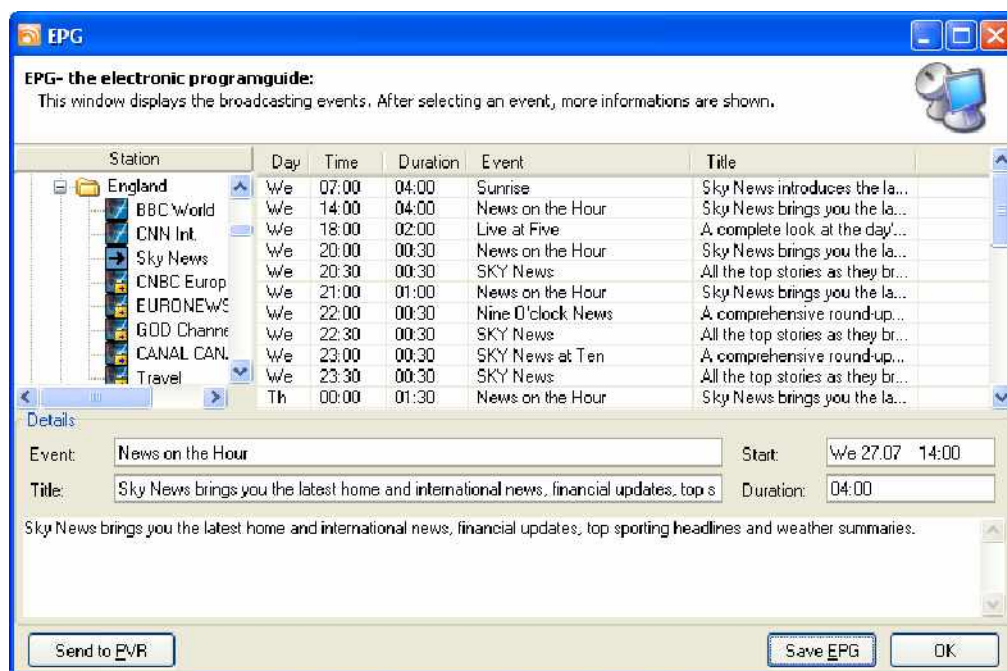 EPG
EPG- the electronic programguide:
This window displays the broadcasting events. After selecting an event, more informations are shown.
Station
England
BBC World
CNN Int.
Sky News
CNBC Europ
EURONEWS
GOD Channe
CANAL CAN.
Travel
Day Time Duration Event Title
We 07:00 04:00 Sunrise Sky News introduces the la...
We 14:00 04:00 News on the Hour Sky News brings you the la...
We 18:00 02:00 Live at Five A complete look at the day'...
We 20:00 00:30 News on the Hour Sky News brings you the la...
We 20:30 00:30 SKY News All the top stories as they br...
We 21:00 01:00 News on the Hour Sky News brings you the la...
We 22:00 00:30 Nine O'clock News A comprehensive round-up...
We 22:30 00:30 SKY News All the top stories as they br...
We 23:00 00:30 SKY News at Ten A comprehensive round-up...
We 23:30 00:30 SKY News All the top stories as they br...
Th 00:00 01:30 News on the Hour Sky News brings you the la...
Details
Event: News on the Hour Start: We 27.07 14:00
Title: Sky News brings you the latest home and international news, financial updates, top s Duration: 04:00
Sky News brings you the latest home and international news, financial updates, top sporting headlines and weather summaries.
Send to PVR Save EPG OK